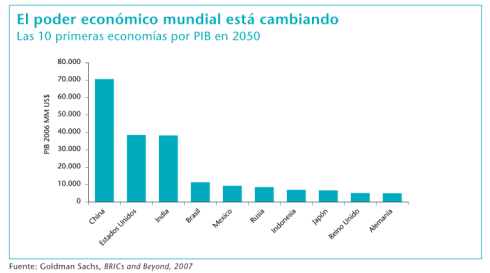 El poder económico mundial está cambiando
Las 10 primeras economías por PIB en 2050
80.000
70.000
60.000
50.000
40.000
30.000
20.000
10.000
0
PIB 2006 MM US$
China
Estados Unidos
India
Brasil
Mexico
Rusia
Indonesia
Japón
Reino Unido
Alemania
Fuente: Goldman Sachs, BRICs and Beyond, 2007